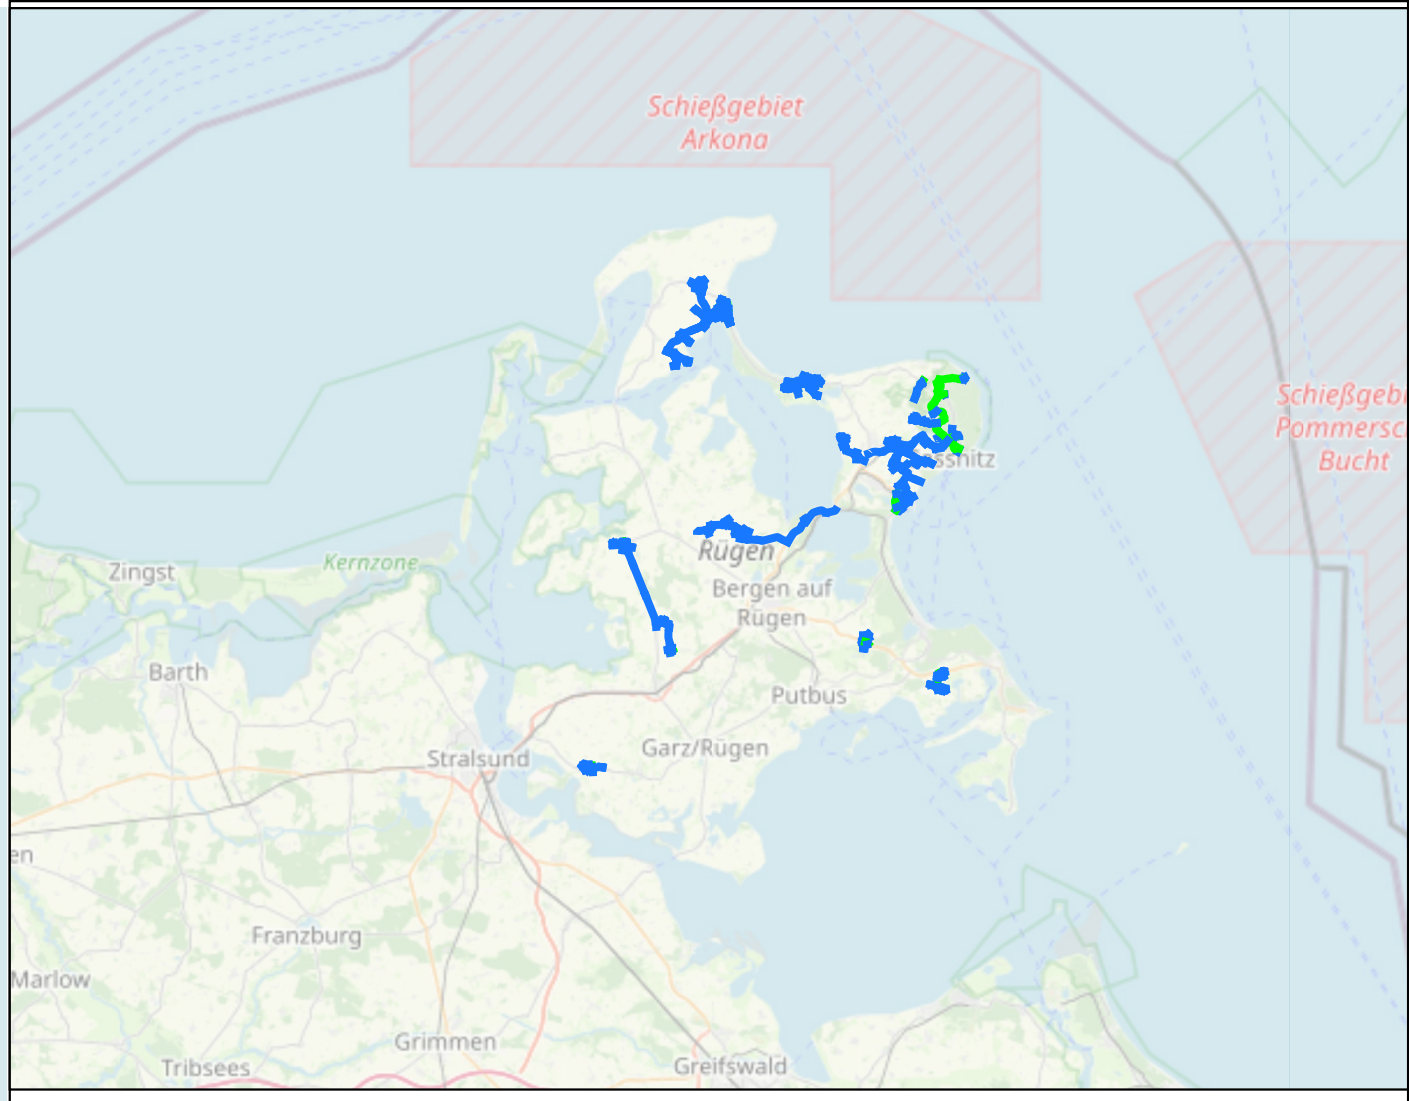 Schießgebiet
Arkona
Schießgebi
Pommersc
Bucht
ssnitz
Rügen
Kernzone
Zingst
Bergen auf
Rügen
Barth
Putbus
Garz/Rügen
Stralsund
en
Franzburg
Marlow
Grimmen
Greifswald
Tribsees